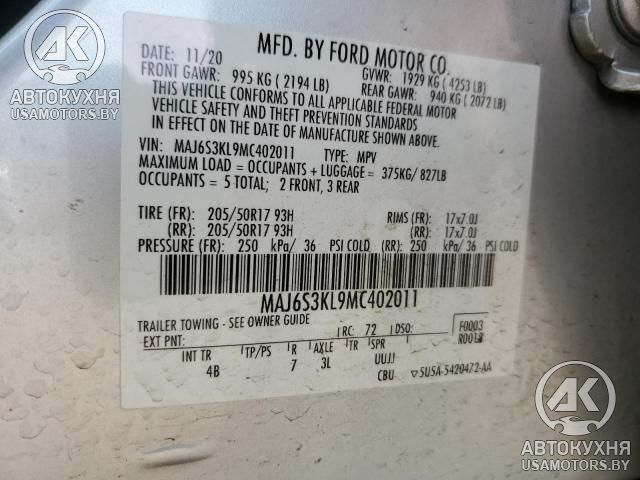 MFD. BY FORD MOTOR CO.
DATE: 11/20 GVWR: 1929 KG ( 4253 LB)
FRONT GAWR: 995 KG ( 2194 LB) REAR GAWR: 940 KG ( 2072 LB)
THIS VEHICLE CONFORMS TO ALL APPLICABLE FEDERAL MOTOR
VEHICLE SAFETY AND THEFT PREVENTION STANDARDS
IN EFFECT ON THE DATE OF MANUFACTURE SHOWN ABOVE.
VIN: MAJ6S3KL9MC402011 TYPE: MPV
MAXIMUM LOAD = OCCUPANTS + LUGGAGE = 375KG/ 827LB
OCCUPANTS = 5 TOTAL; 2 FRONT, 3 REAR
TIRE (FR): 205/50R17 93H RIMS (FR): 17x7.0J
(RR): 205/50R17 93H (RR): 17x7.0J
PRESSURE (FR): 250 kPa/ 36 PSI COLD (RR): 250 kPa/ 36 PSI COLD
MAJ6S3KL9MC402011
TRAILER TOWING - SEE OWNER GUIDE
EXT PNT: RC: 72 DSO: F0003
INT TR TP/PS R AXLE TR SPR
4B 7 3L UUJJ
CBU ▽5U5A-5420472-AA
АК
АВТОКУХНЯ
USAMOTORS.BY
АК
АВТОКУХНЯ
USAMOTORS.BY